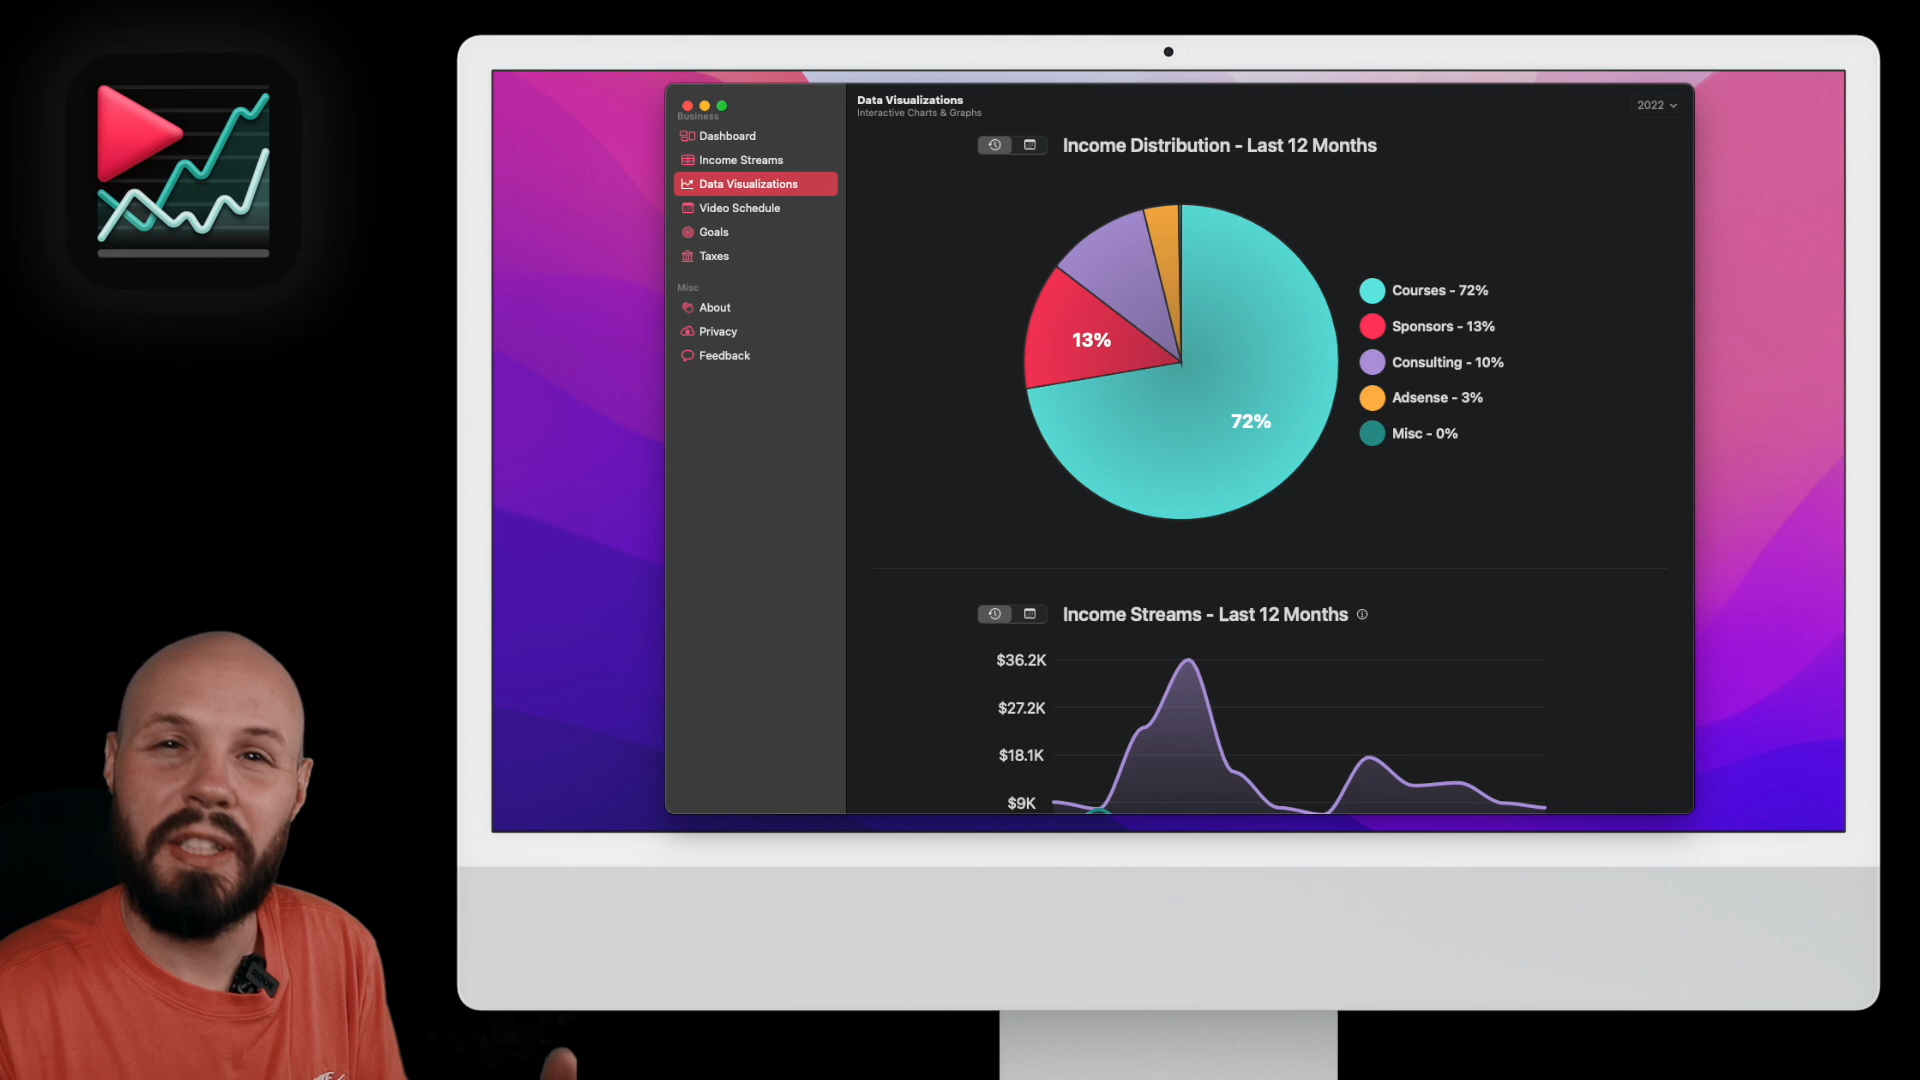 Data Visualizations
Interactive Charts & Graphs
2022
Business
Dashboard
Income Streams
Data Visualizations
Video Schedule
Goals
Taxes
Misc
About
Privacy
Feedback
Income Distribution - Last 12 Months
13%
72%
Courses - 72%
Sponsors - 13%
Consulting - 10%
Adsense - 3%
Misc - 0%
Income Streams - Last 12 Months
$36.2K
$27.2K
$18.1K
$9K
RODE